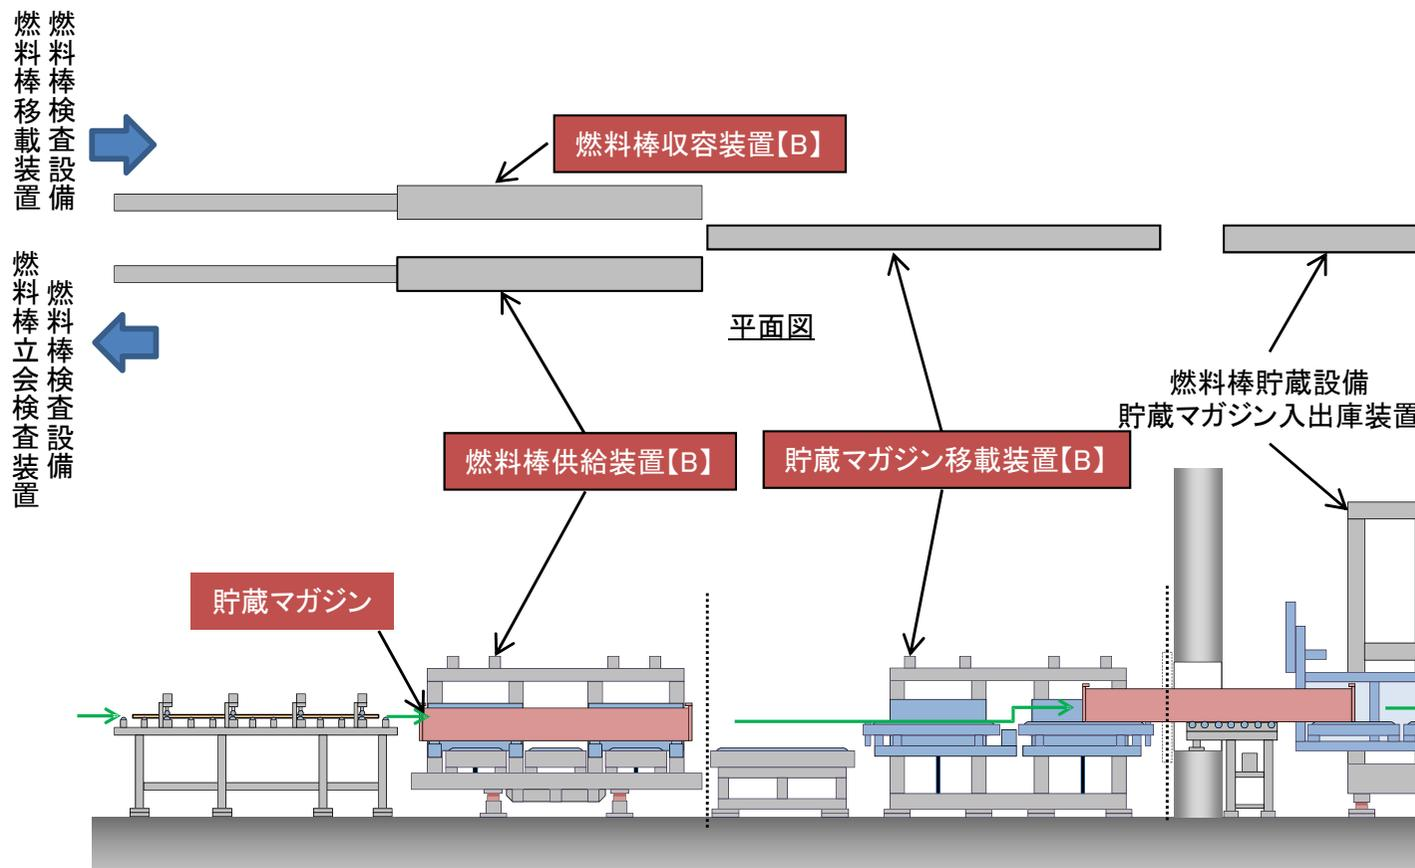 燃料棒検査設備
燃料棒移載装置
燃料棒収容装置【B】
燃料棒検査設備
燃料棒立会検査装置
平面図
燃料棒貯蔵設備
貯蔵マガジン入出庫装置
燃料棒供給装置【B】
貯蔵マガジン移載装置【B】
貯蔵マガジン